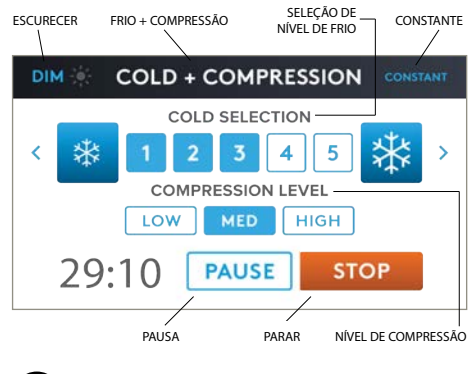 ESCURECER
FRIO + COMPRESSÃO
SELEÇÃO DE
NÍVEL DE FRIO
CONSTANTE
DIM COLD + COMPRESSION CONSTANT
COLD SELECTION
< 1 2 3 4 5 >
COMPRESSION LEVEL
LOW MED HIGH
29:10 PAUSE STOP
PAUSA
PARAR
NÍVEL DE COMPRESSÃO